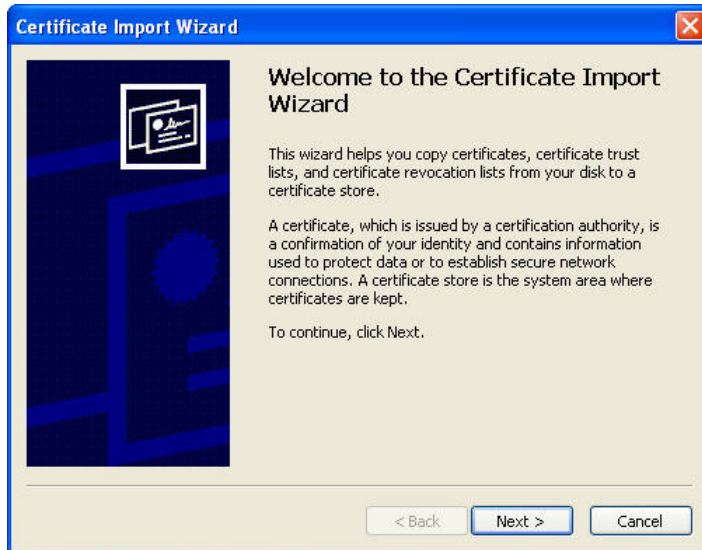 Certificate Import Wizard
Welcome to the Certificate Import
Wizard
This wizard helps you copy certificates, certificate trust
lists, and certificate revocation lists from your disk to a
certificate store.
A certificate, which is issued by a certification authority, is
a confirmation of your identity and contains information
used to protect data or to establish secure network
connections. A certificate store is the system area where
certificates are kept.
To continue, click Next.
< Back
Next >
Cancel